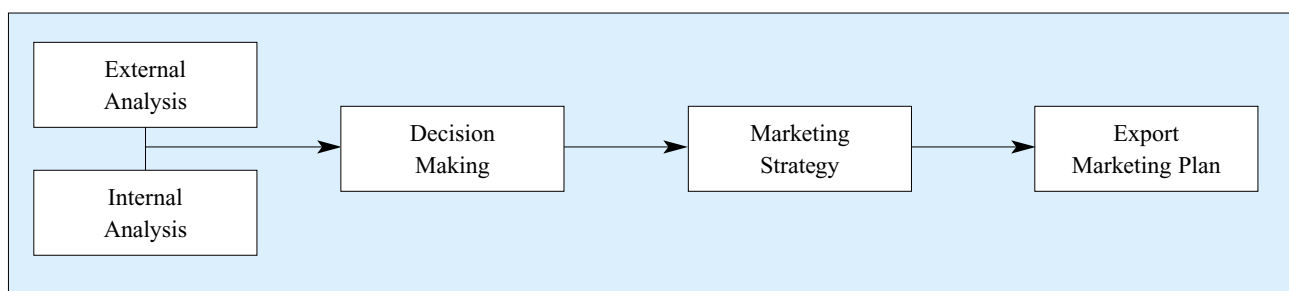 External
Analysis
Internal
Analysis
Decision
Making
Marketing
Strategy
Export
Marketing Plan